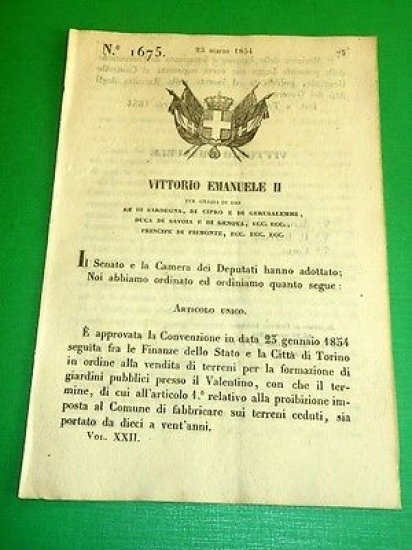 N.º 1675.
23 marzo 1854
75
VITTORIO EMANUELE II
PER GRAZIA DI DIO
RE DI SARDEGNA, DI CIPRO E DI GERUSALEMME,
DUCA DI SAVOIA E DI GENOVA, ECC. ECC.,
PRINCIPE DI PIEMONTE, ECC. ECC. ECC.
Il Senato e la Camera dei Deputati hanno adottato;
Noi abbiamo ordinato ed ordiniamo quanto segue:
ARTICOLO UNICO.
È approvata la Convenzione in data 25 gennaio 1854
seguita fra le Finanze dello Stato e la Città di Torino
in ordine alla vendita di terreni per la formazione di
giardini pubblici presso il Valentino, con che il ter-
mine, di cui all'articolo 1.º relativo alla proibizione im-
posta al Comune di fabbricare sui terreni ceduti, sia
portato da dieci a vent'anni.
VOL. XXII.